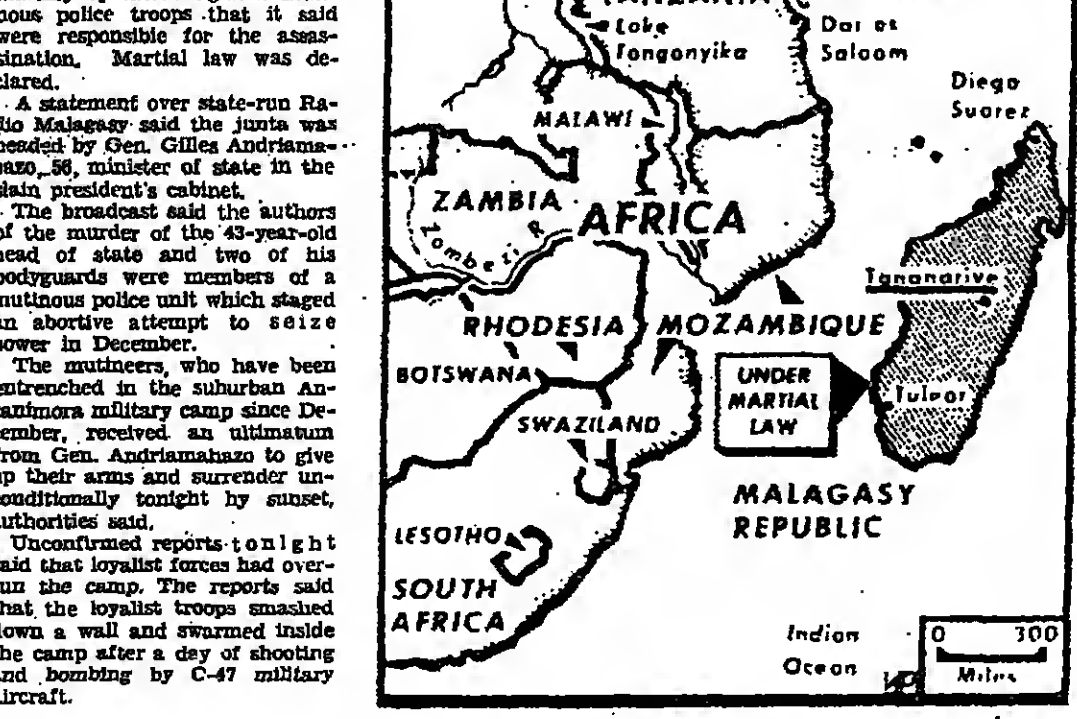 nous police troops that it said
were responsible for the assas-
sination. Martial law was de-
clared.
A statement over state-run Ra-
dio Malagasy said the junta was
headed by Gen. Gilles Andriama-
hazo, 56, minister of state in the
slain president's cabinet.
The broadcast said the authors
of the murder of the 43-year-old
head of state and two of his
bodyguards were members of a
mutinous police unit which staged
an abortive attempt to seize
power in December.
The mutineers, who have been
entrenched in the suburban An-
tanimora military camp since De-
cember, received an ultimatum
from Gen. Andriamahazo to give
up their arms and surrender un-
conditionally tonight by sunset,
authorities said.
Unconfirmed reports tonight
said that loyalist forces had over-
run the camp. The reports said
that the loyalist troops smashed
down a wall and swarmed inside
the camp after a day of shooting
and bombing by C-47 military
aircraft.
TANZANIA
Lake
Tanganyika
Dar es
Salaam
Diego
Suarez
MALAWI
ZAMBIA
AFRICA
Zambezi R
Tananarive
RHODESIA
MOZAMBIQUE
BOTSWANA
UNDER
MARTIAL
LAW
Tulear
SWAZILAND
MALAGASY
REPUBLIC
LESOTHO
SOUTH
AFRICA
Indian
Ocean
0 300
Miles